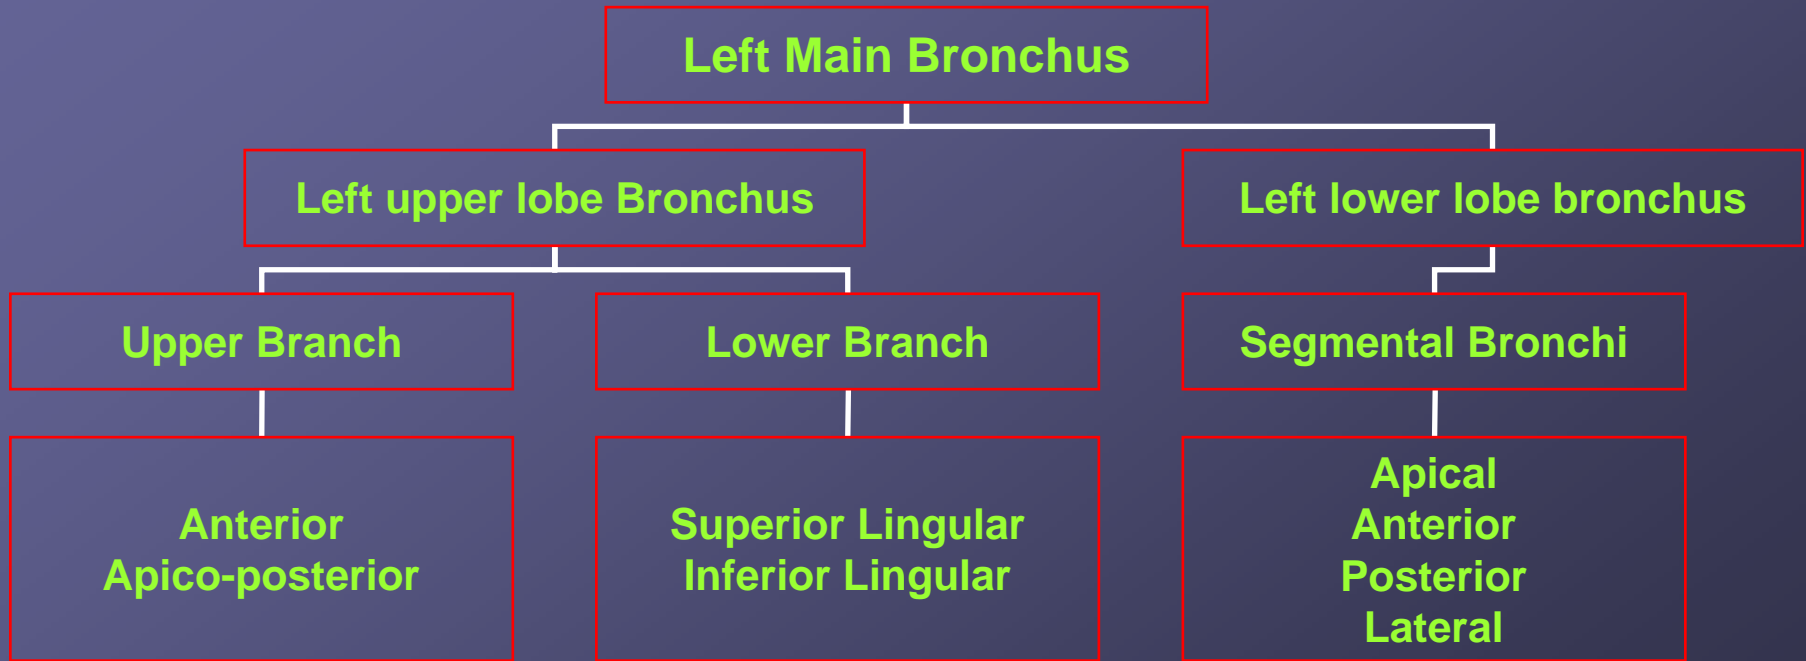 Left Main Bronchus
Left upper lobe Bronchus
Left lower lobe bronchus
Upper Branch
Lower Branch
Segmental Bronchi
Anterior
Apico-posterior
Superior Lingular
Inferior Lingular
Apical
Anterior
Posterior
Lateral